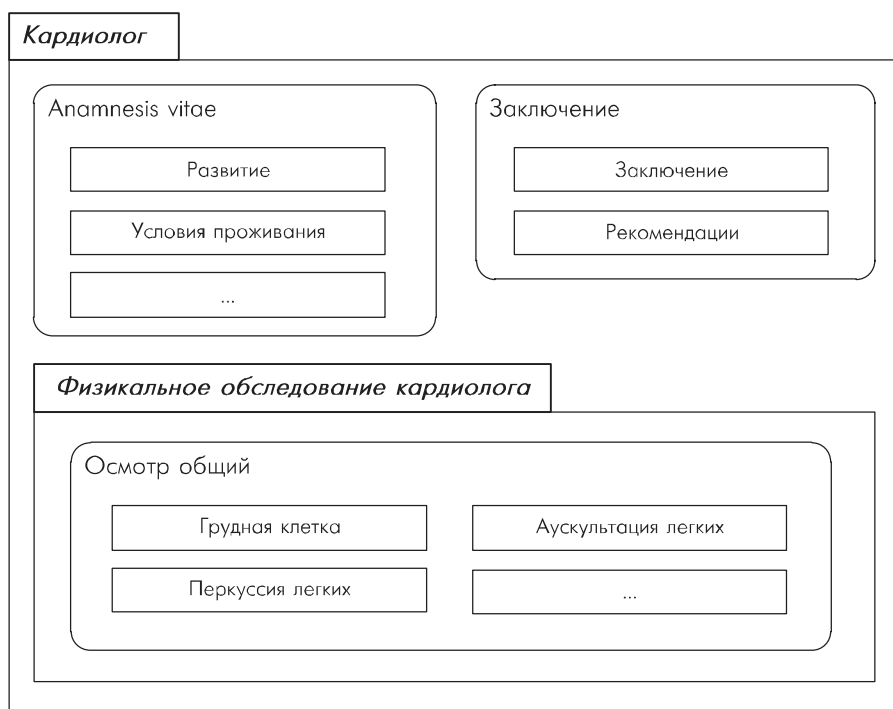 Кардиолог
Anamnesis vitae
Развитие
Условия проживания
...
Заключение
Заключение
Рекомендации
Физикальное обследование кардиолога
Осмотр общий
Грудная клетка
Аускультация легких
Перкуссия легких
...